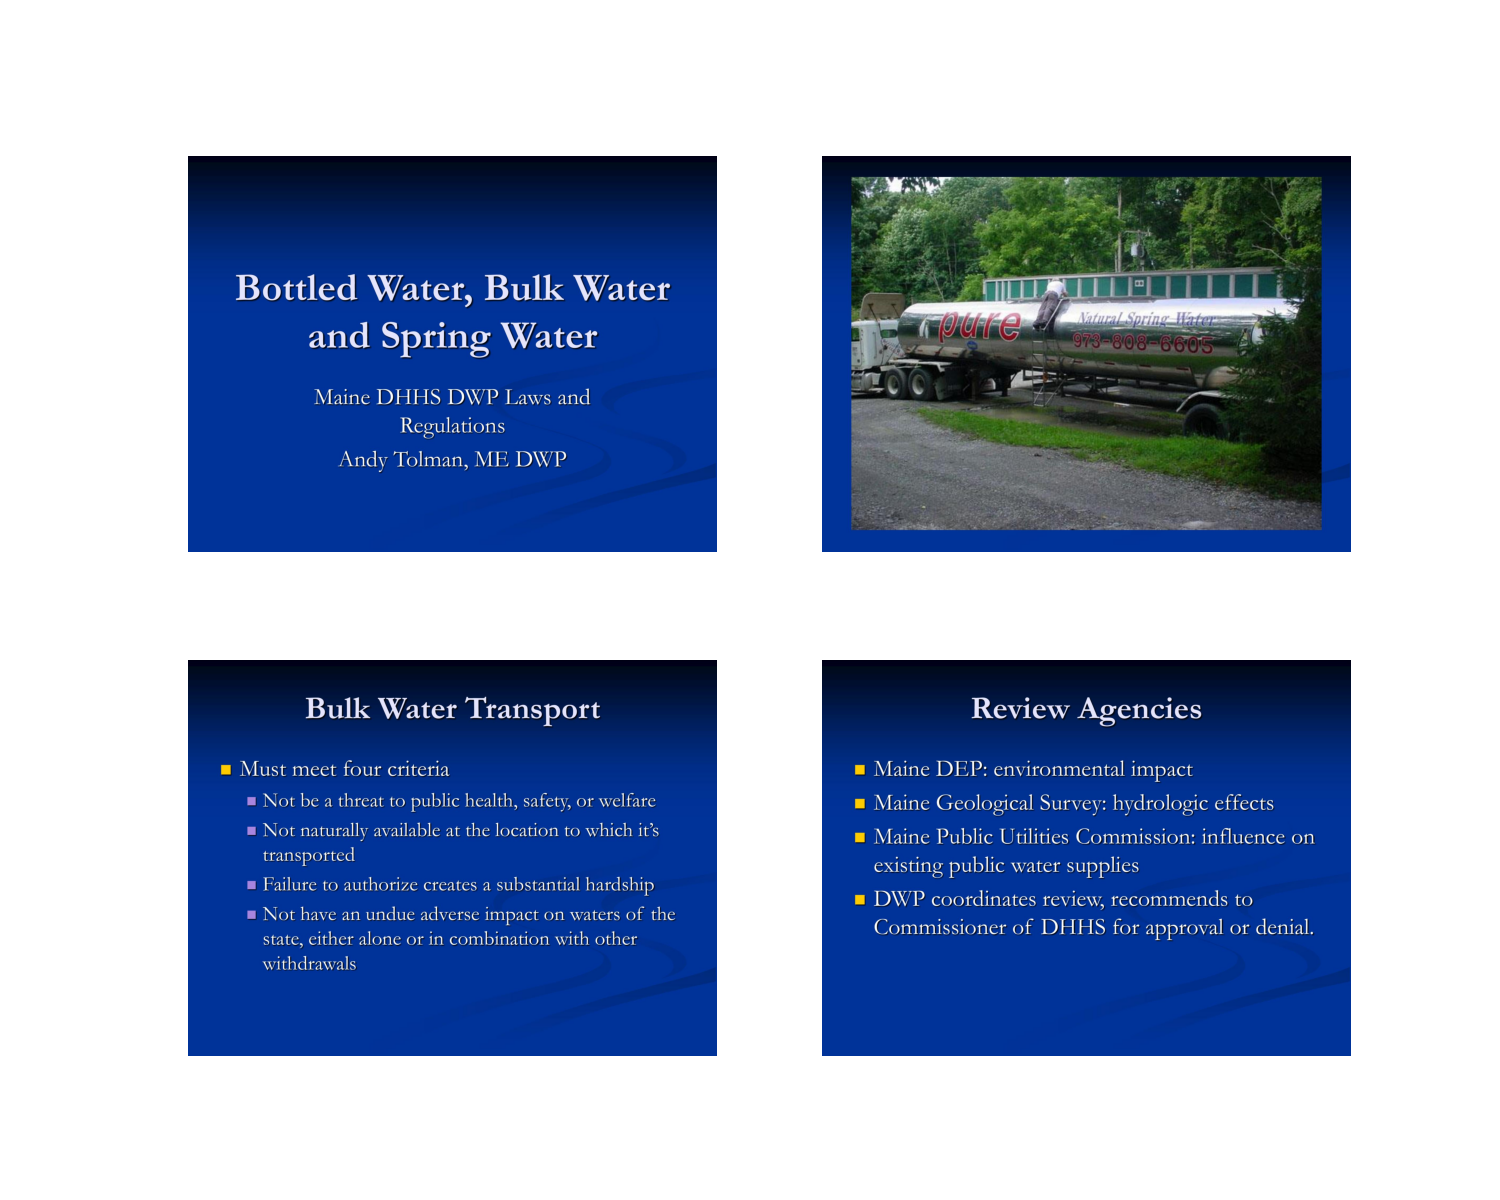 Bottled Water, Bulk Water
and Spring Water
Maine DHHS DWP Laws and
Regulations
Andy Tolman, ME DWP
pure
Natural Spring Water
973-808-6605
Bulk Water Transport
Must meet four criteria
Not be a threat to public health, safety, or welfare
Not naturally available at the location to which it's
transported
Failure to authorize creates a substantial hardship
Not have an undue adverse impact on waters of the
state, either alone or in combination with other
withdrawals
Review Agencies
Maine DEP: environmental impact
Maine Geological Survey: hydrologic effects
Maine Public Utilities Commission: influence on
existing public water supplies
DWP coordinates review, recommends to
Commissioner of DHHS for approval or denial.